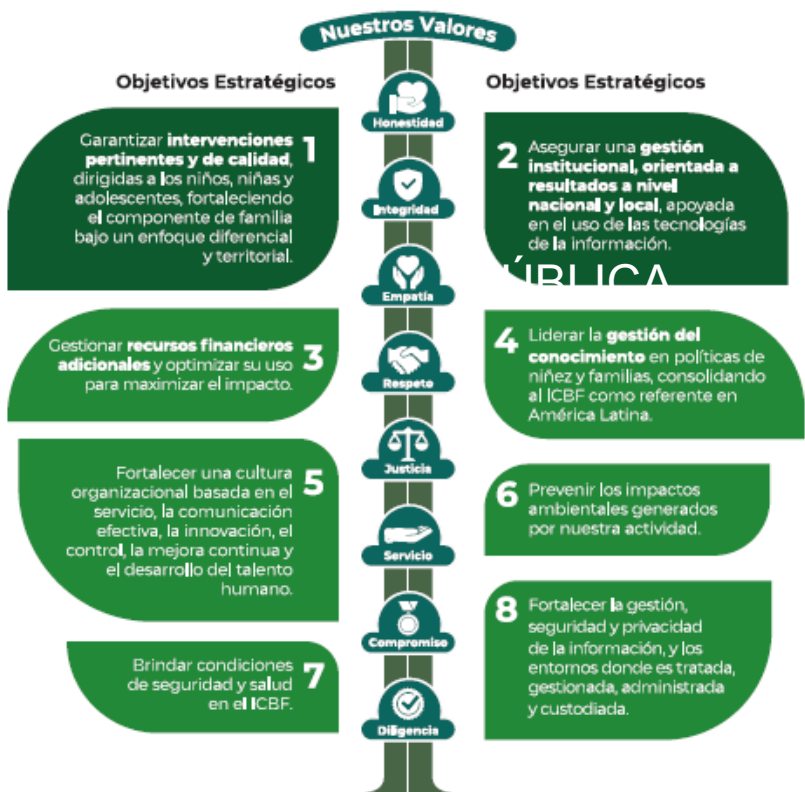 Nuestros Valores
Objetivos Estratégicos
1
Garantizar intervenciones
pertinentes y de calidad,
dirigidas a los niños, niñas y
adolescentes, fortaleciendo
el componente de familia
bajo un enfoque diferencial
y territorial.
3
Gestionar recursos financieros
adicionales y optimizar su uso
para maximizar el impacto.
5
Fortalecer una cultura
organizacional basada en el
servicio, la comunicación
efectiva, la innovación, el
control, la mejora continua y
el desarrollo del talento
humano.
7
Brindar condiciones
de seguridad y salud
en el ICBF.
Honestidad
Integridad
Empatía
Respeto
Justicia
Servicio
Compromiso
Diligencia
Objetivos Estratégicos
2
Asegurar una gestión
institucional, orientada a
resultados a nivel
nacional y local, apoyada
en el uso de las tecnologías
de la información.
ÚBLICA
4
Liderar la gestión del
conocimiento en políticas de
niñez y familias, consolidando
al ICBF como referente en
América Latina.
6
Prevenir los impactos
ambientales generados
por nuestra actividad.
8
Fortalecer la gestión,
seguridad y privacidad
de la información, y los
entornos donde es tratada,
gestionada, administrada
y custodiada.